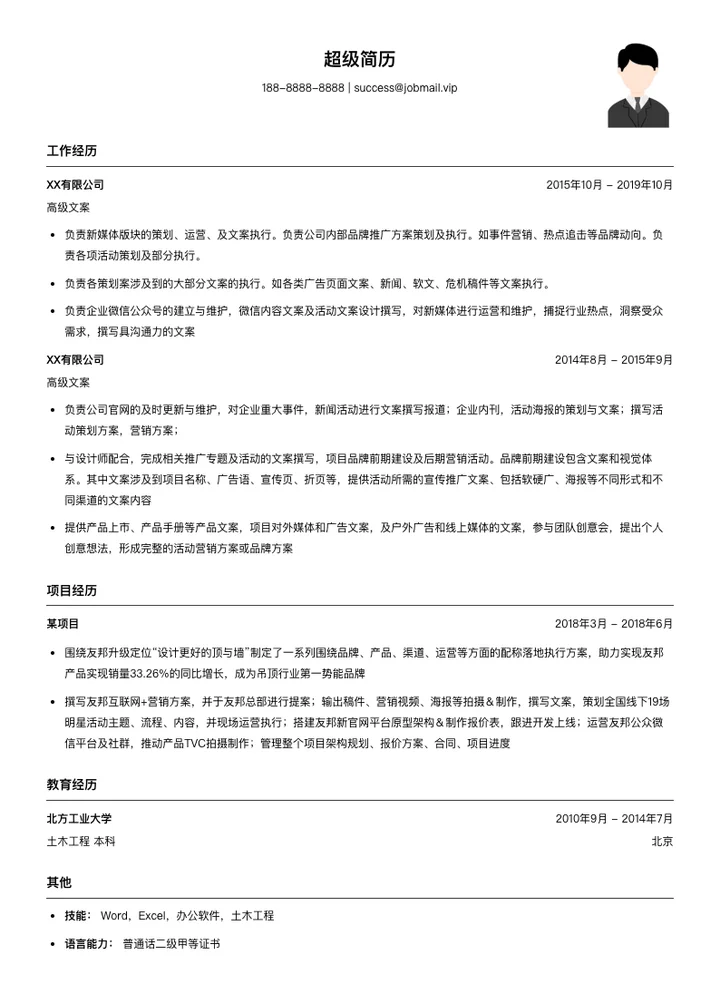 超级简历
188-8888-8888 | success@jobmail.vip
工作经历
XX有限公司 2015年10月 – 2019年10月
高级文案
• 负责新媒体版块的策划、运营、及文案执行。负责公司内部品牌推广方案策划及执行。如事件营销、热点追击等品牌动向。负
责各项活动策划及部分执行。
• 负责各策划案涉及到的大部分文案的执行。如各类广告页面文案、新闻、软文、危机稿件等文案执行。
• 负责企业微信公众号的建立与维护，微信内容文案及活动文案设计撰写，对新媒体进行运营和维护，捕捉行业热点，洞察受众
需求，撰写具沟通力的文案
XX有限公司 2014年8月 – 2015年9月
高级文案
• 负责公司官网的及时更新与维护，对企业重大事件，新闻活动进行文案撰写报道；企业内刊，活动海报的策划与文案；撰写活
动策划方案，营销方案；
• 与设计师配合，完成相关推广专题及活动的文案撰写，项目品牌前期建设及后期营销活动。品牌前期建设包含文案和视觉体
系。其中文案涉及到项目名称、广告语、宣传页、折页等，提供活动所需的宣传推广文案、包括软硬广、海报等不同形式和不
同渠道的文案内容
• 提供产品上市、产品手册等产品文案，项目对外媒体和广告文案，及户外广告和线上媒体的文案，参与团队创意会，提出个人
创意想法，形成完整的活动营销方案或品牌方案
项目经历
某项目 2018年3月 – 2018年6月
• 围绕友邦升级定位“设计更好的顶与墙”制定了一系列围绕品牌、产品、渠道、运营等方面的配称落地执行方案，助力实现友邦
产品实现销量33.26%的同比增长，成为吊顶行业第一势能品牌
• 撰写友邦互联网+营销方案，并于友邦总部进行提案；输出稿件、营销视频、海报等拍摄＆制作，撰写文案，策划全国线下19场
明星活动主题、流程、内容，并现场运营执行；搭建友邦新官网平台原型架构＆制作报价表，跟进开发上线；运营友邦公众微
信平台及社群，推动产品TVC拍摄制作；管理整个项目架构规划、报价方案、合同、项目进度
教育经历
北方工业大学 2010年9月 – 2014年7月
土木工程 本科 北京
其他
• 技能： Word，Excel，办公软件，土木工程
• 语言能力： 普通话二级甲等证书